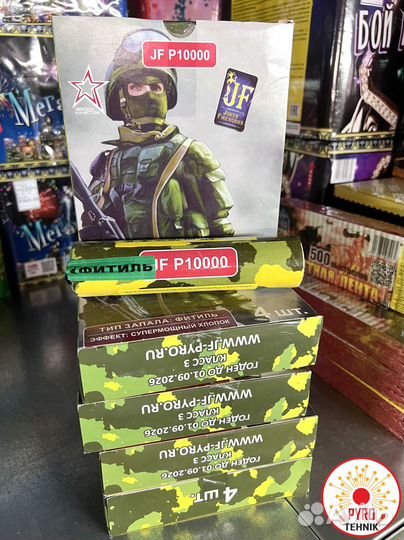 JF P10000
JF
JOKER
FIREWORKS
БОЙ
Мега
Мега
ФИТИЛЬ
JF P10000
500
ТИП ЗАПАЛА: ФИТИЛЬ
ЭФФЕКТ: СУПЕРМОЩНЫЙ ХЛОПОК
4 ШТ.
WWW.JF-PYRO.RU
КЛАСС 3
ГОДЕН ДО 01.09.2026
WWW.JF-PYRO.RU
КЛАСС 3
ГОДЕН ДО 01.09.2026
WWW.JF-PYRO.RU
КЛАСС 3
ГОДЕН ДО 01.09.2026
4 ШТ.
PYRO
TEHNIK
Avito